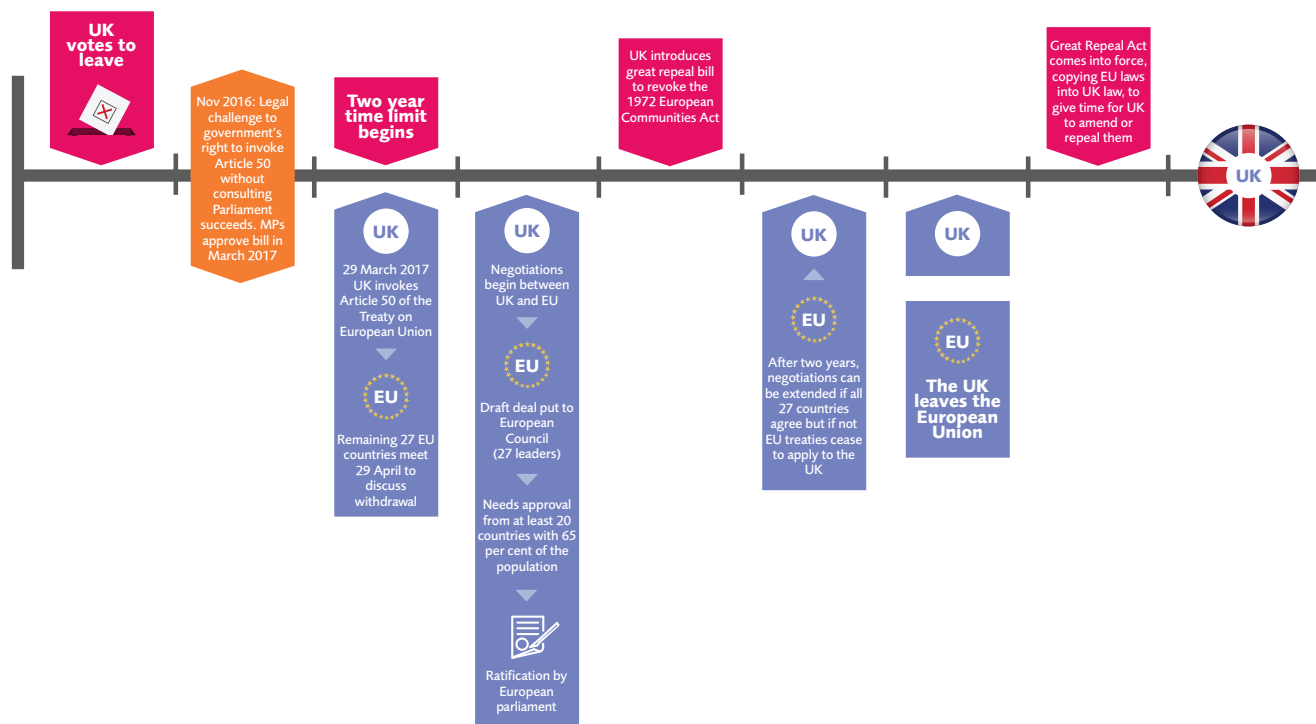 UK
votes to
leave
Nov 2016: Legal
challenge to
government's
right to invoke
Article 50
without
consulting
Parliament
succeeds. MPs
approve bill in
March 2017
Two year
time limit
begins
UK
29 March 2017
UK invokes
Article 50 of the
Treaty on
European Union
EU
Remaining 27 EU
countries meet
29 April to
discuss
withdrawal
UK
Negotiations
begin between
UK and EU
EU
Draft deal put to
European
Council
(27 leaders)
Needs approval
from at least 20
countries with 65
per cent of the
population
Ratification by
European
parliament
UK introduces
great repeal bill
to revoke the
1972 European
Communities Act
UK
EU
After two years,
negotiations can
be extended if all
27 countries
agree but if not
EU treaties cease
to apply to the
UK
UK
EU
The UK
leaves the
European
Union
Great Repeal Act
comes into force,
copying EU laws
into UK law, to
give time for UK
to amend or
repeal them
UK